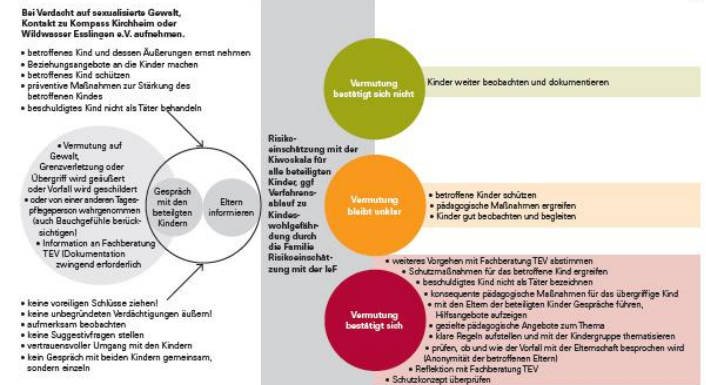 Bei Verdacht auf sexualisierte Gewalt,
Kontakt zu Kompass Kirchheim oder
Wildwasser Esslingen e.V. aufnehmen.
• betroffenes Kind und dessen Äußerungen ernst nehmen
• Beziehungsangebote an die Kinder machen
• betroffenes Kind schützen
• präventive Maßnahmen zur Stärkung des
betroffenen Kindes
• beschuldigtes Kind nicht als Täter behandeln
• Vermutung auf
Gewalt,
Grenzverletzung oder
Übergriff wird geäußert
oder Vorfall wird geschildert
• oder von einer anderen Tages-
pflegeperson wahrgenommen
(auch Bauchgefühle berück-
sichtigen)
• Information an Fachberatung
TEV (Dokumentation
zwingend erforderlich
Gespräch
mit den
beteiligten
Kindern
Eltern
informieren
• keine voreiligen Schlüsse ziehen!
• keine unbegründeten Verdächtigungen äußern!
• aufmerksam beobachten
• keine Suggestivfragen stellen
• vertrauensvoller Umgang mit den Kindern
• kein Gespräch mit beiden Kindern gemeinsam,
sondern einzeln
Risiko-
einschätzung mit der
Kiwoskala für
alle beteiligten
Kinder, ggf
Verfahrens-
ablauf zu
Kindes-
wohlgefähr-
dung durch
die Familie
Risikoeinschät-
zung mit der IeF
Vermutung
bestätigt sich nicht
Kinder weiter beobachten und dokumentieren
Vermutung
bleibt unklar
• betroffene Kinder schützen
• pädagogische Maßnahmen ergreifen
• Kinder gut beobachten und begleiten
Vermutung
bestätigt sich
• weiteres Vorgehen mit Fachberatung TEV abstimmen
• Schutzmaßnahmen für das betroffene Kind ergreifen
• beschuldigtes Kind nicht als Täter bezeichnen
• konsequente pädagogische Maßnahmen für das übergriffige Kind
• mit den Eltern der beteiligten Kinder Gespräche führen,
Hilfsangebote aufzeigen
• gezielte pädagogische Angebote zum Thema
• klare Regeln aufstellen und mit der Kindergruppe thematisieren
• prüfen, ob und wie der Vorfall mit der Elternschaft besprochen wird
(Anonymität der betroffenen Eltern)
• Reflektion mit Fachberatung TEV
• Schutzkonzept überprüfen